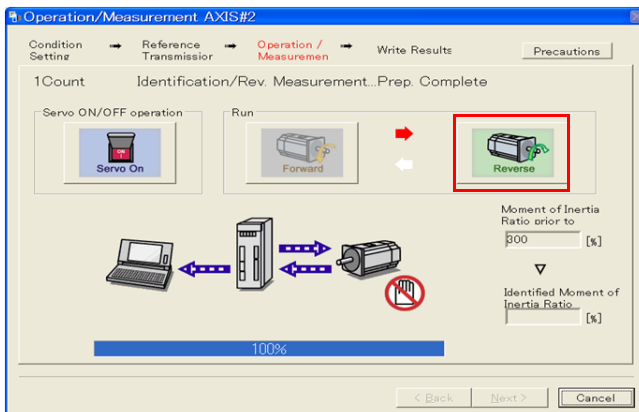 Operation/Measurement AXIS#2
Condition Setting
Reference Transmissior
Operation / Measuremen
Write Results
Precautions
1Count Identification/Rev. Measurement...Prep. Complete
Servo ON/OFF operation
Run
ON
Servo On
Forward
Reverse
Moment of Inertia
Ratio prior to
300 [%]
Identified Moment of
Inertia Ratio
[%]
100%
< Back Next > Cancel